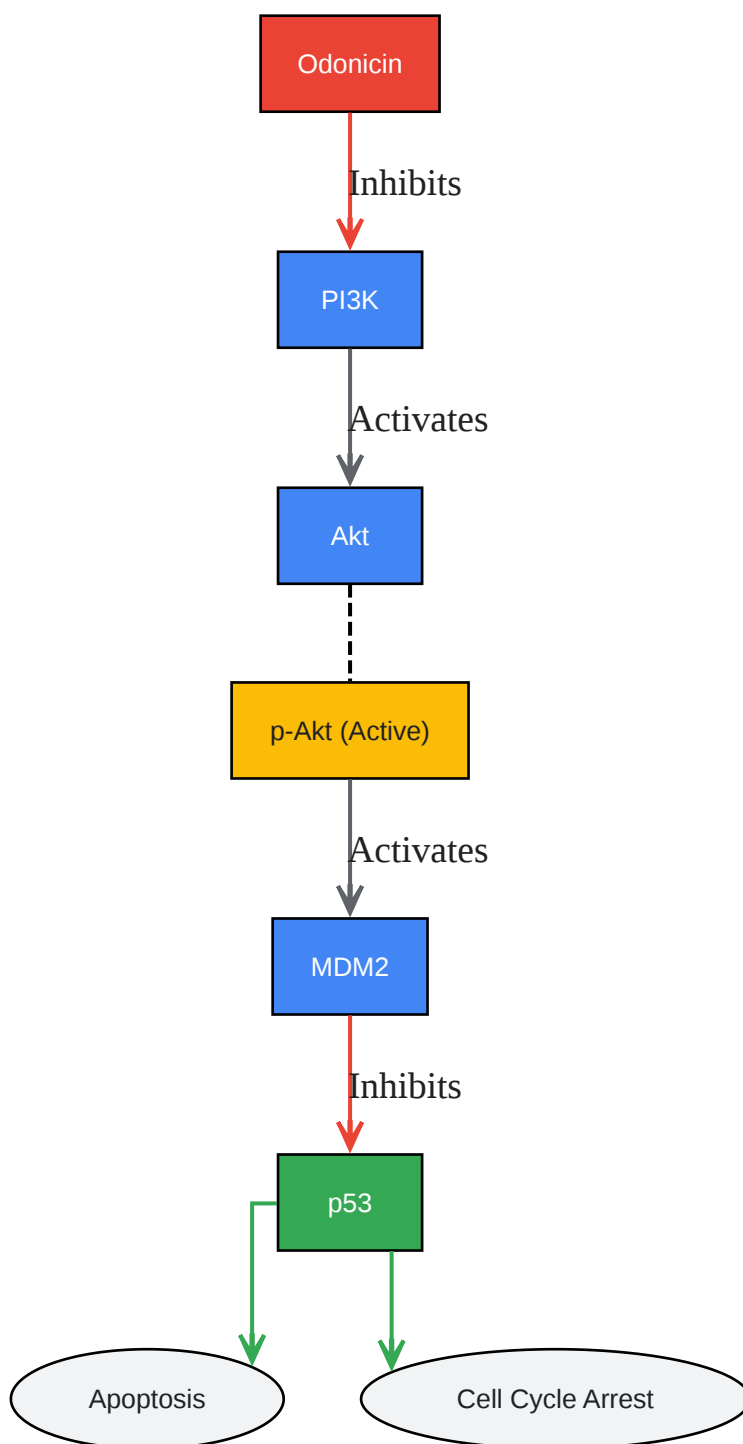 Odonicin
Inhibits
PI3K
Activates
Akt
p-Akt (Active)
Activates
MDM2
Inhibits
p53
Apoptosis
Cell Cycle Arrest